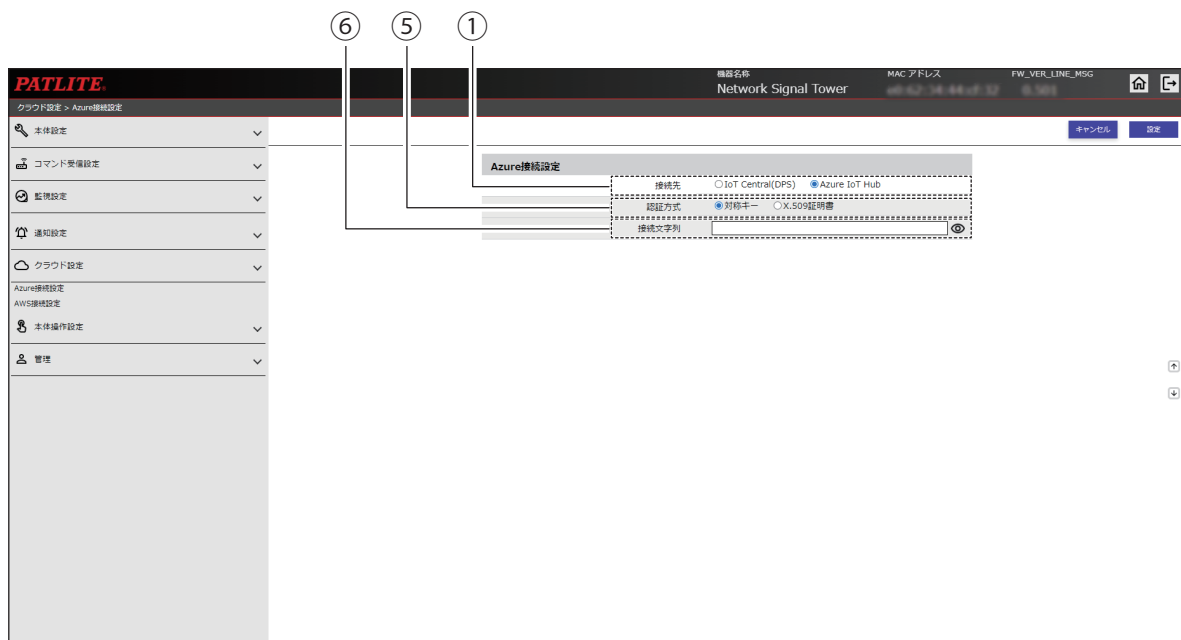 ⑥ ⑤ ①
PATLITE®
機器名称
Network Signal Tower
MAC アドレス
FW_VER_LINE_MSG
0.501
クラウド設定 > Azure接続設定
キャンセル 設定
本体設定
コマンド受信設定
監視設定
通知設定
クラウド設定
Azure接続設定
AWS接続設定
本体操作設定
管理
Azure接続設定
接続先 IoT Central(DPS) Azure IoT Hub
認証方式 対称キー X.509証明書
接続文字列